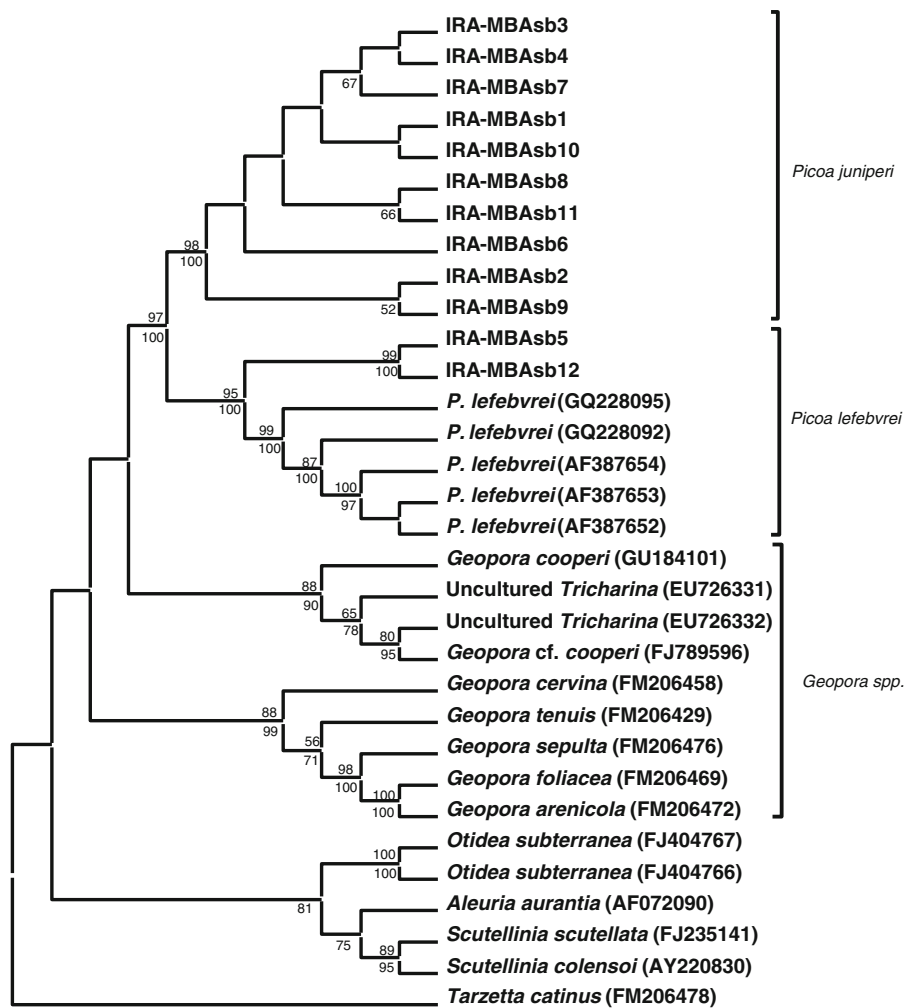 IRA-MBAsb3
IRA-MBAsb4
67
IRA-MBAsb7
IRA-MBAsb1
IRA-MBAsb10
Picoa juniperi
IRA-MBAsb8
66
IRA-MBAsb11
98
100
IRA-MBAsb6
IRA-MBAsb2
52
IRA-MBAsb9
97
100
IRA-MBAsb5
99
100
IRA-MBAsb12
95
100
P. lefebvrei (GQ228095)
Picoa lefebvrei
99
100
P. lefebvrei (GQ228092)
87
100
P. lefebvrei (AF387654)
100
97
P. lefebvrei (AF387653)
P. lefebvrei (AF387652)
Geopora cooperi (GU184101)
88
90
Uncultured Tricharina (EU726331)
65
78
Uncultured Tricharina (EU726332)
80
95
Geopora cf. cooperi (FJ789596)
Geopora spp.
Geopora cervina (FM206458)
88
99
Geopora tenuis (FM206429)
56
71
Geopora sepulta (FM206476)
98
100
Geopora foliacea (FM206469)
100
100
Geopora arenicola (FM206472)
Otidea subterranea (FJ404767)
100
100
Otidea subterranea (FJ404766)
81
Aleuria aurantia (AF072090)
75
Scutellinia scutellata (FJ235141)
89
95
Scutellinia colensoi (AY220830)
Tarzetta catinus (FM206478)